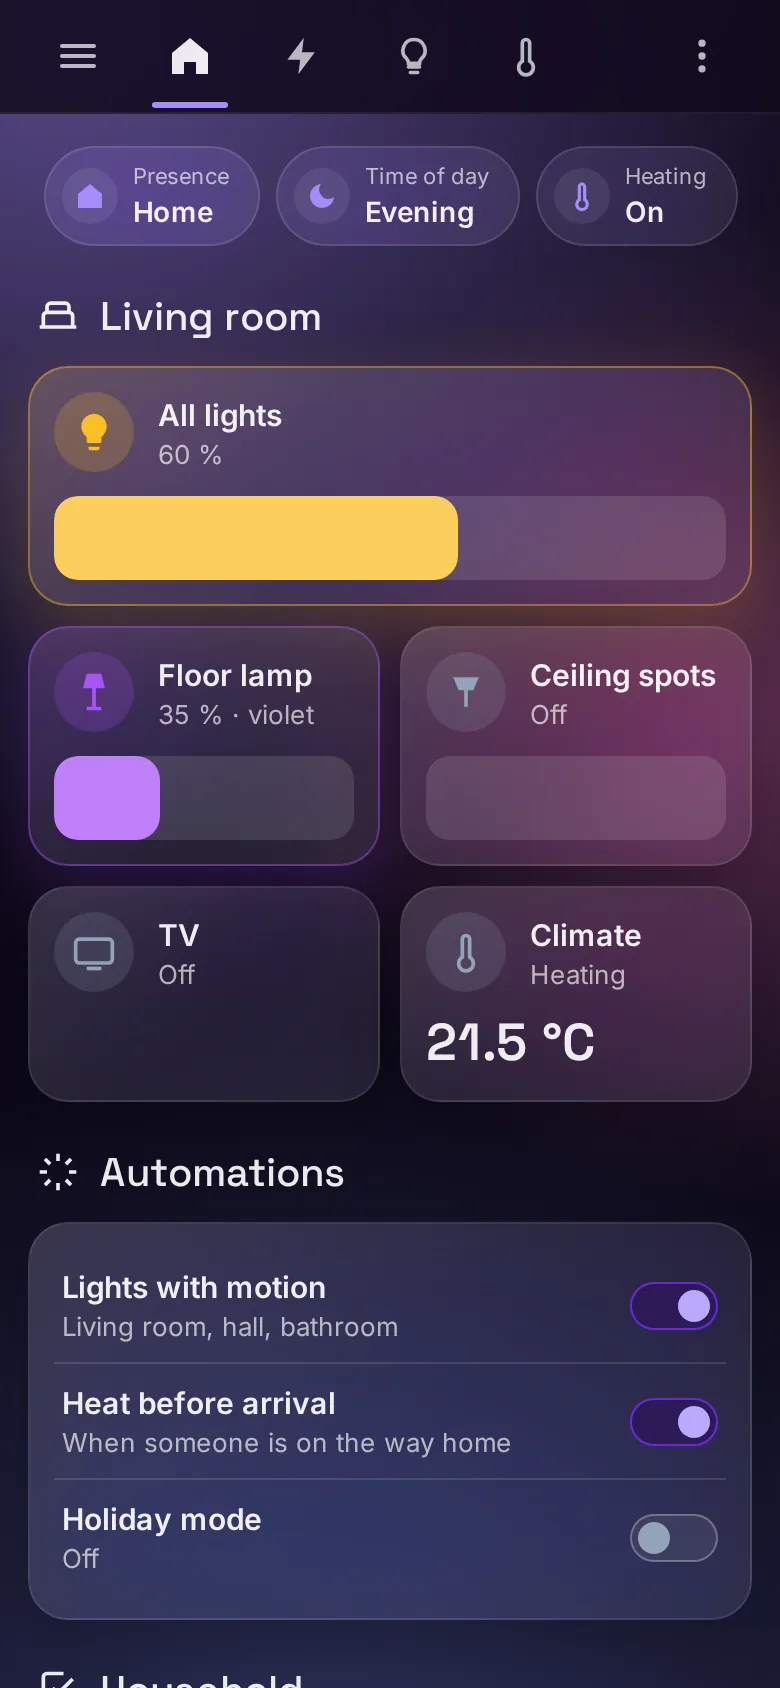 Presence
Home
Time of day
Evening
Heating
On
Living room
All lights
60 %
Floor lamp
35 % · violet
Ceiling spots
Off
TV
Off
Climate
Heating
21.5 °C
Automations
Lights with motion
Living room, hall, bathroom
Heat before arrival
When someone is on the way home
Holiday mode
Off
Household